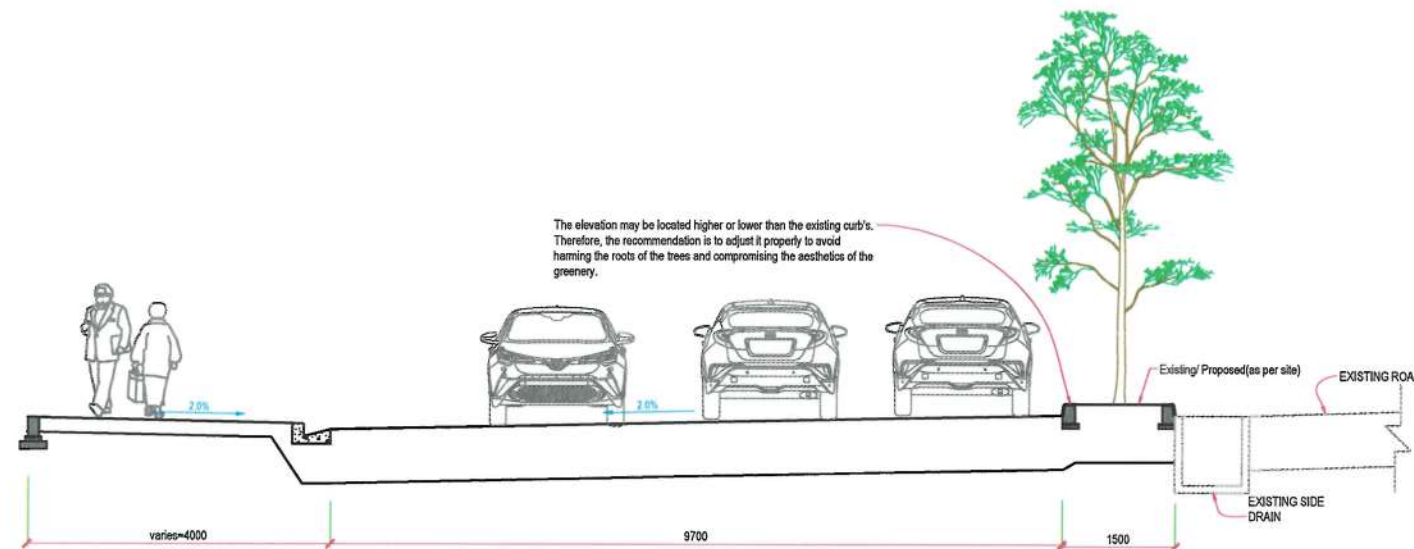 The elevation may be located higher or lower than the existing curb's.
Therefore, the recommendation is to adjust it properly to avoid
harming the roots of the trees and compromising the aesthetics of the
greenery.
Existing/ Proposed(as per site)
EXISTING ROA
2.0%
2.0%
EXISTING SIDE
DRAIN
varies≈4000
9700
1500